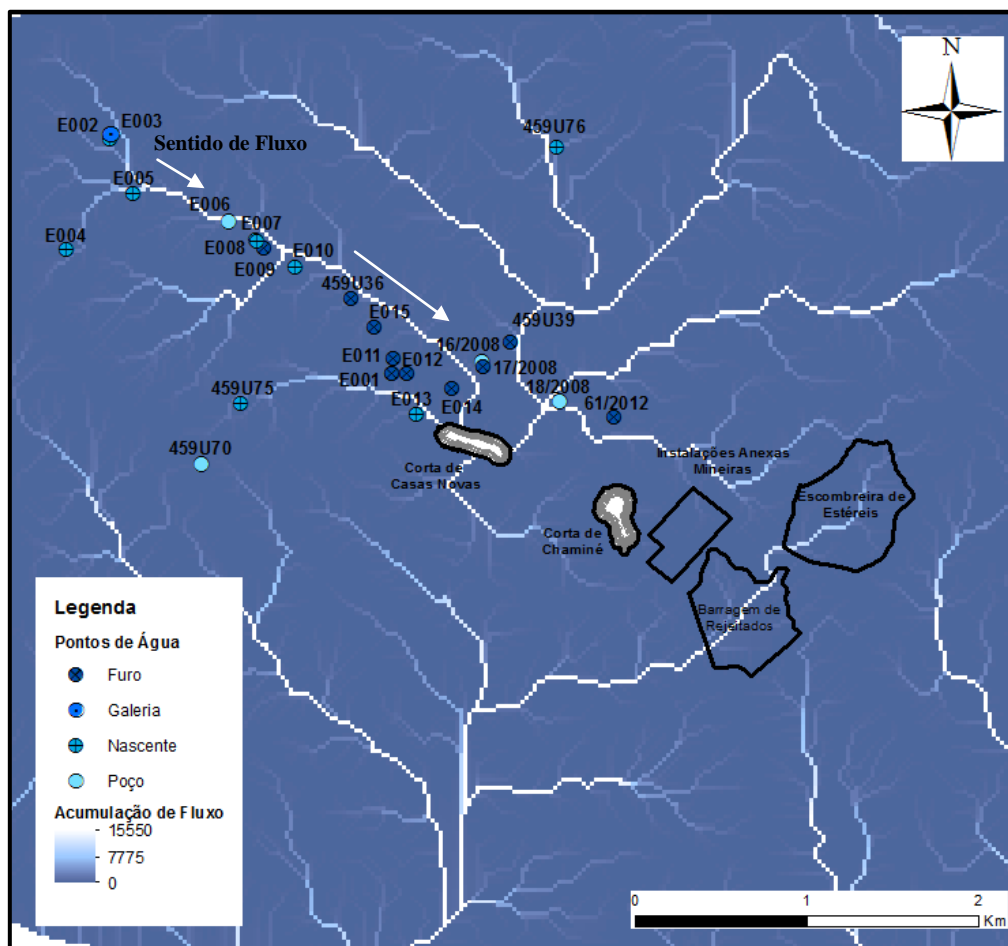 N
E002
E003
Sentido de Fluxo
459U76
E005
E006
E004
E007
E008
E010
E009
459U36
E015
459U39
16/2008
E011
E012
17/2008
E001
18/2008
459U75
E013
E014
61/2012
459U70
Corta de
Casas Novas
Instalações Anexas
Mineiras
Escombreira de
Estéreis
Corta de
Chaminé
Barragem de
Rejeitados
Legenda
Pontos de Água
Furo
Galeria
Nascente
Poço
Acumulação de Fluxo
15550
7775
0
0 1 2
Km